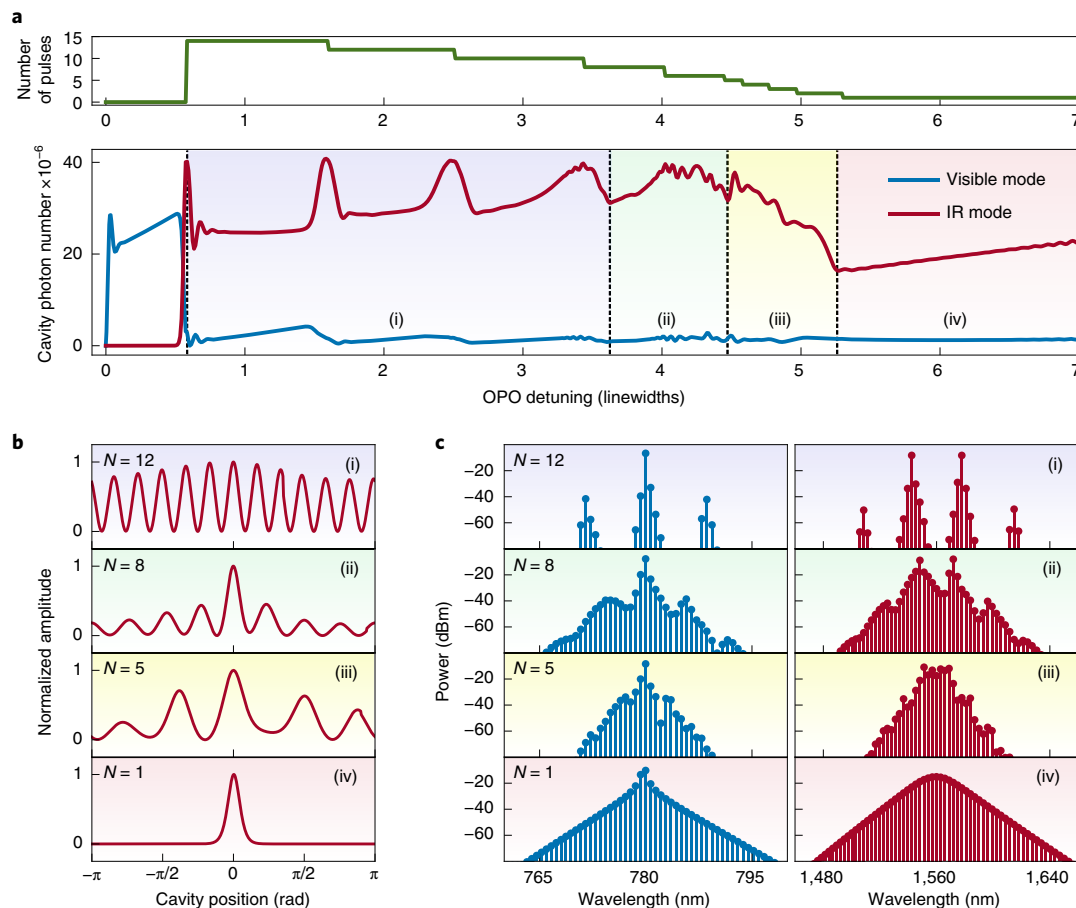 a
Number
of pulses
15
10
5
0
0 1 2 3 4 5 6 7
Cavity photon number ×10⁻⁶
40
20
0
Visible mode
IR mode
(i) (ii) (iii) (iv)
0 1 2 3 4 5 6 7
OPO detuning (linewidths)
b
Normalized amplitude
N = 12 (i)
1
0
N = 8 (ii)
1
0
N = 5 (iii)
1
0
N = 1 (iv)
1
0
−π −π/2 0 π/2 π
Cavity position (rad)
c
Power (dBm)
N = 12 (i)
−20
−40
−60
N = 8 (ii)
−20
−40
−60
N = 5 (iii)
−20
−40
−60
N = 1 (iv)
−20
−40
−60
765 780 795 1,480 1,560 1,640
Wavelength (nm) Wavelength (nm)